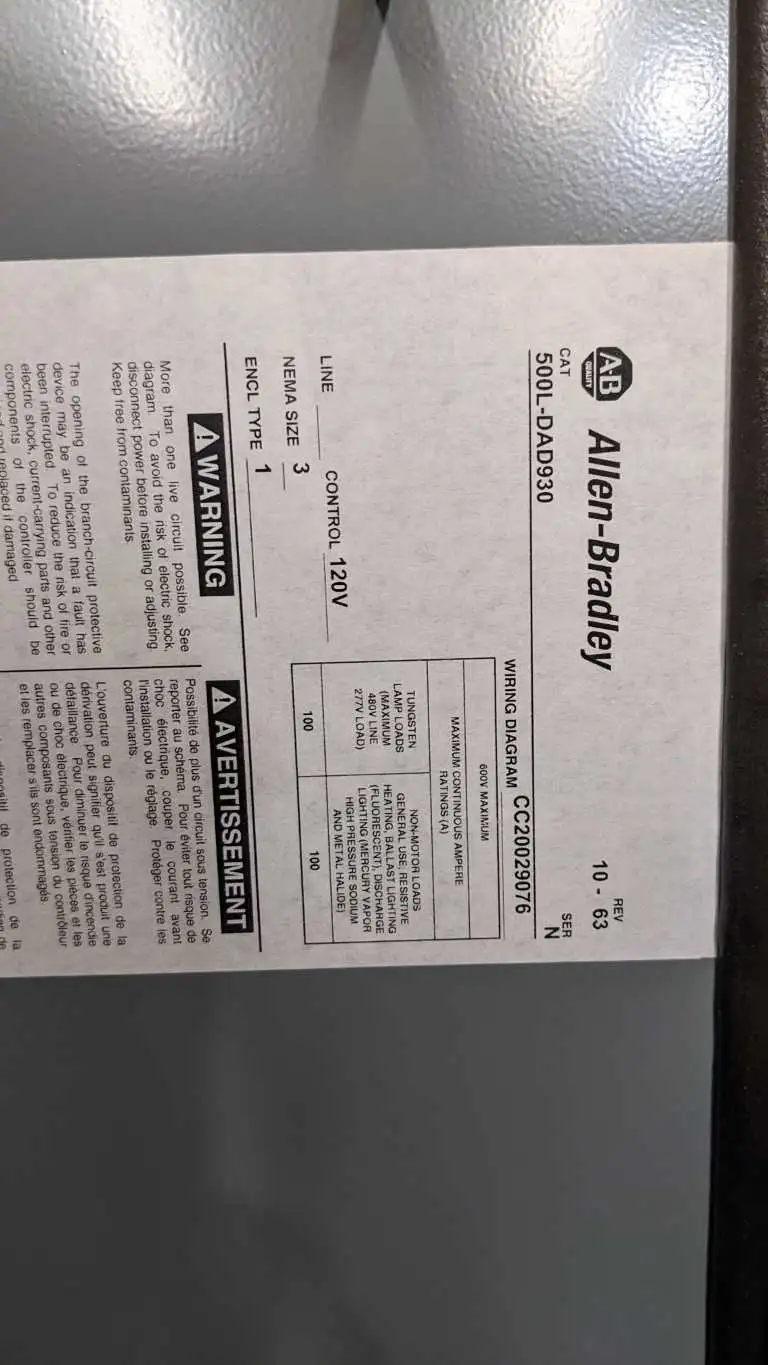 AB
QUALITY
Allen-Bradley
REV
10 - 63
CAT
500L-DAD930
SER
N
WIRING DIAGRAM CC20029076
600V MAXIMUM
MAXIMUM CONTINUOUS AMPERE
RATINGS (A)
TUNGSTEN
LAMP LOADS
(MAXIMUM
480V LINE
277V LOAD)
NON-MOTOR LOADS
GENERAL USE, RESISTIVE
HEATING, BALLAST LIGHTING
(FLUORESCENT), DISCHARGE
LIGHTING (MERCURY VAPOR
HIGH PRESSURE SODIUM
AND METAL HALIDE)
100
100
LINE
CONTROL 120V
NEMA SIZE 3
ENCL TYPE 1
WARNING
More than one live circuit possible. See
diagram. To avoid the risk of electric shock,
disconnect power before installing or adjusting.
Keep free from contaminants.
The opening of the branch-circuit protective
device may be an indication that a fault has
been interrupted. To reduce the risk of fire or
electric shock, current-carrying parts and other
components of the controller should be
replaced if damaged
AVERTISSEMENT
Possibilité de plus d'un circuit sous tension. Se
reporter au schéma. Pour éviter tout risque de
choc électrique, couper le courant avant
l'installation ou le réglage. Protéger contre les
contaminants.
L'ouverture du dispositif de protection de la
dérivation peut signifier qu'il s'est produit une
défaillance. Pour diminuer le risque d'incendie
ou de choc électrique, vérifier les pièces et les
autres composants sous tension du contrôleur
et les remplacer s'ils sont endommagés.
de protection de la